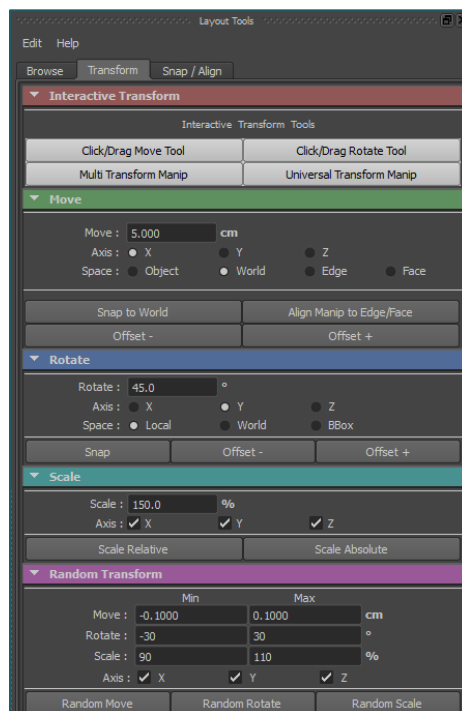 Layout Tools
Edit Help
Browse Transform Snap / Align
Interactive Transform
Interactive Transform Tools
Click/Drag Move Tool Click/Drag Rotate Tool
Multi Transform Manip Universal Transform Manip
Move
Move : 5.000 cm
Axis : X Y Z
Space : Object World Edge Face
Snap to World Align Manip to Edge/Face
Offset - Offset +
Rotate
Rotate : 45.0 °
Axis : X Y Z
Space : Local World BBox
Snap Offset - Offset +
Scale
Scale : 150.0 %
Axis : X Y Z
Scale Relative Scale Absolute
Random Transform
Min Max
Move : -0.1000 0.1000 cm
Rotate : -30 30 °
Scale : 90 110 %
Axis : X Y Z
Random Move Random Rotate Random Scale